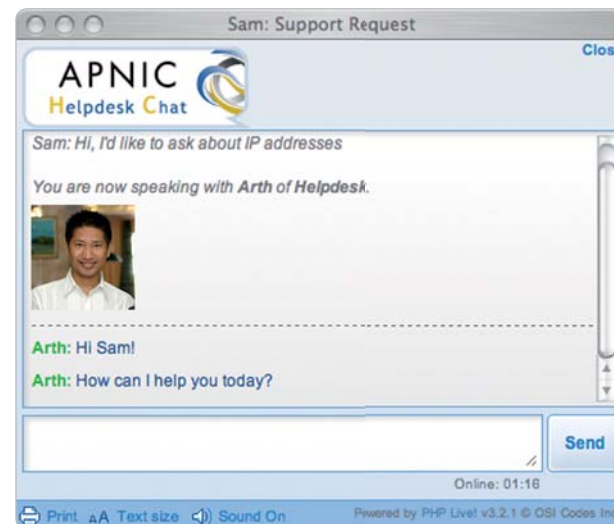 Sam: Support Request
Clos
APNIC
Helpdesk Chat
Sam: Hi, I'd like to ask about IP addresses
You are now speaking with Arth of Helpdesk.
Arth: Hi Sam!
Arth: How can I help you today?
Send
Online: 01:16
Print AA Text size Sound On
Powered by PHP Live! v3.2.1 © OSI Codes Inc